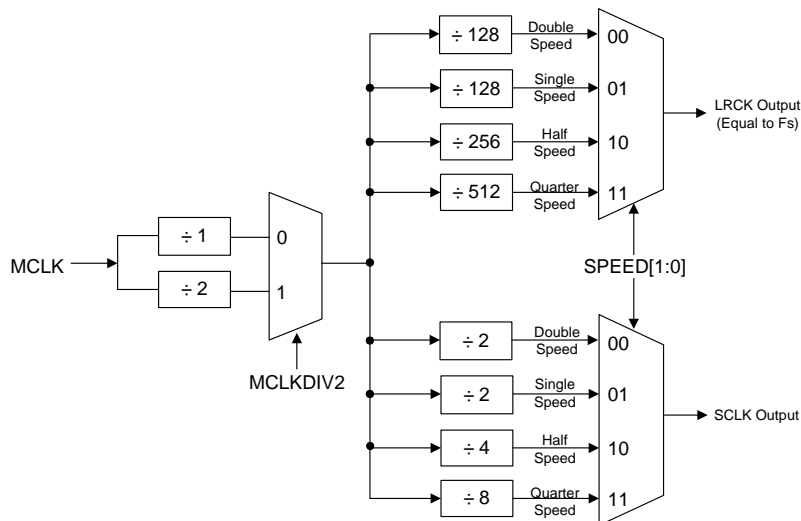 ÷ 128
Double
Speed
00
÷ 128
Single
Speed
01
÷ 256
Half
Speed
10
÷ 512
Quarter
Speed
11
LRCK Output
(Equal to Fs)
MCLK
÷ 1
÷ 2
0
1
MCLKDIV2
SPEED[1:0]
÷ 2
Double
Speed
00
÷ 2
Single
Speed
01
÷ 4
Half
Speed
10
÷ 8
Quarter
Speed
11
SCLK Output